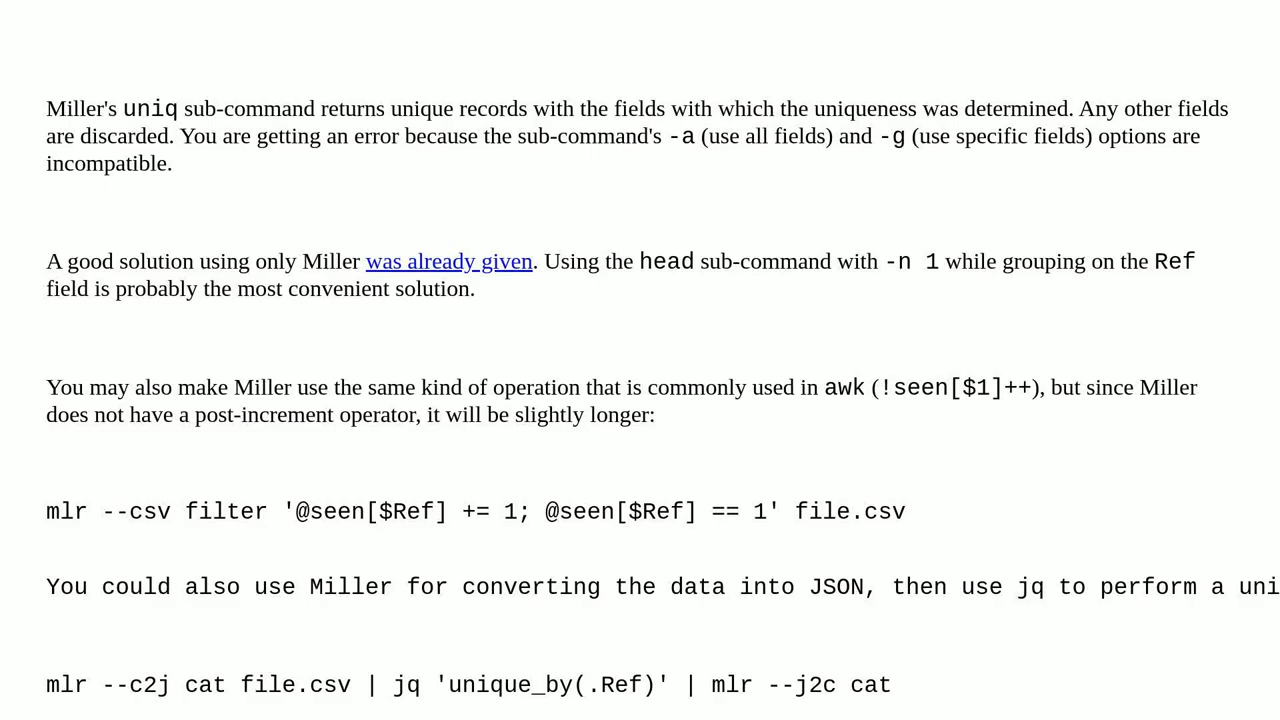 Miller's uniq sub-command returns unique records with the fields with which the uniqueness was determined. Any other fields
are discarded. You are getting an error because the sub-command's -a (use all fields) and -g (use specific fields) options are
incompatible.
A good solution using only Miller was already given. Using the head sub-command with -n 1 while grouping on the Ref
field is probably the most convenient solution.
You may also make Miller use the same kind of operation that is commonly used in awk (!seen[$1]++), but since Miller
does not have a post-increment operator, it will be slightly longer:
mlr --csv filter '@seen[$Ref] += 1; @seen[$Ref] == 1' file.csv
You could also use Miller for converting the data into JSON, then use jq to perform a uni
mlr --c2j cat file.csv | jq 'unique_by(.Ref)' | mlr --j2c cat